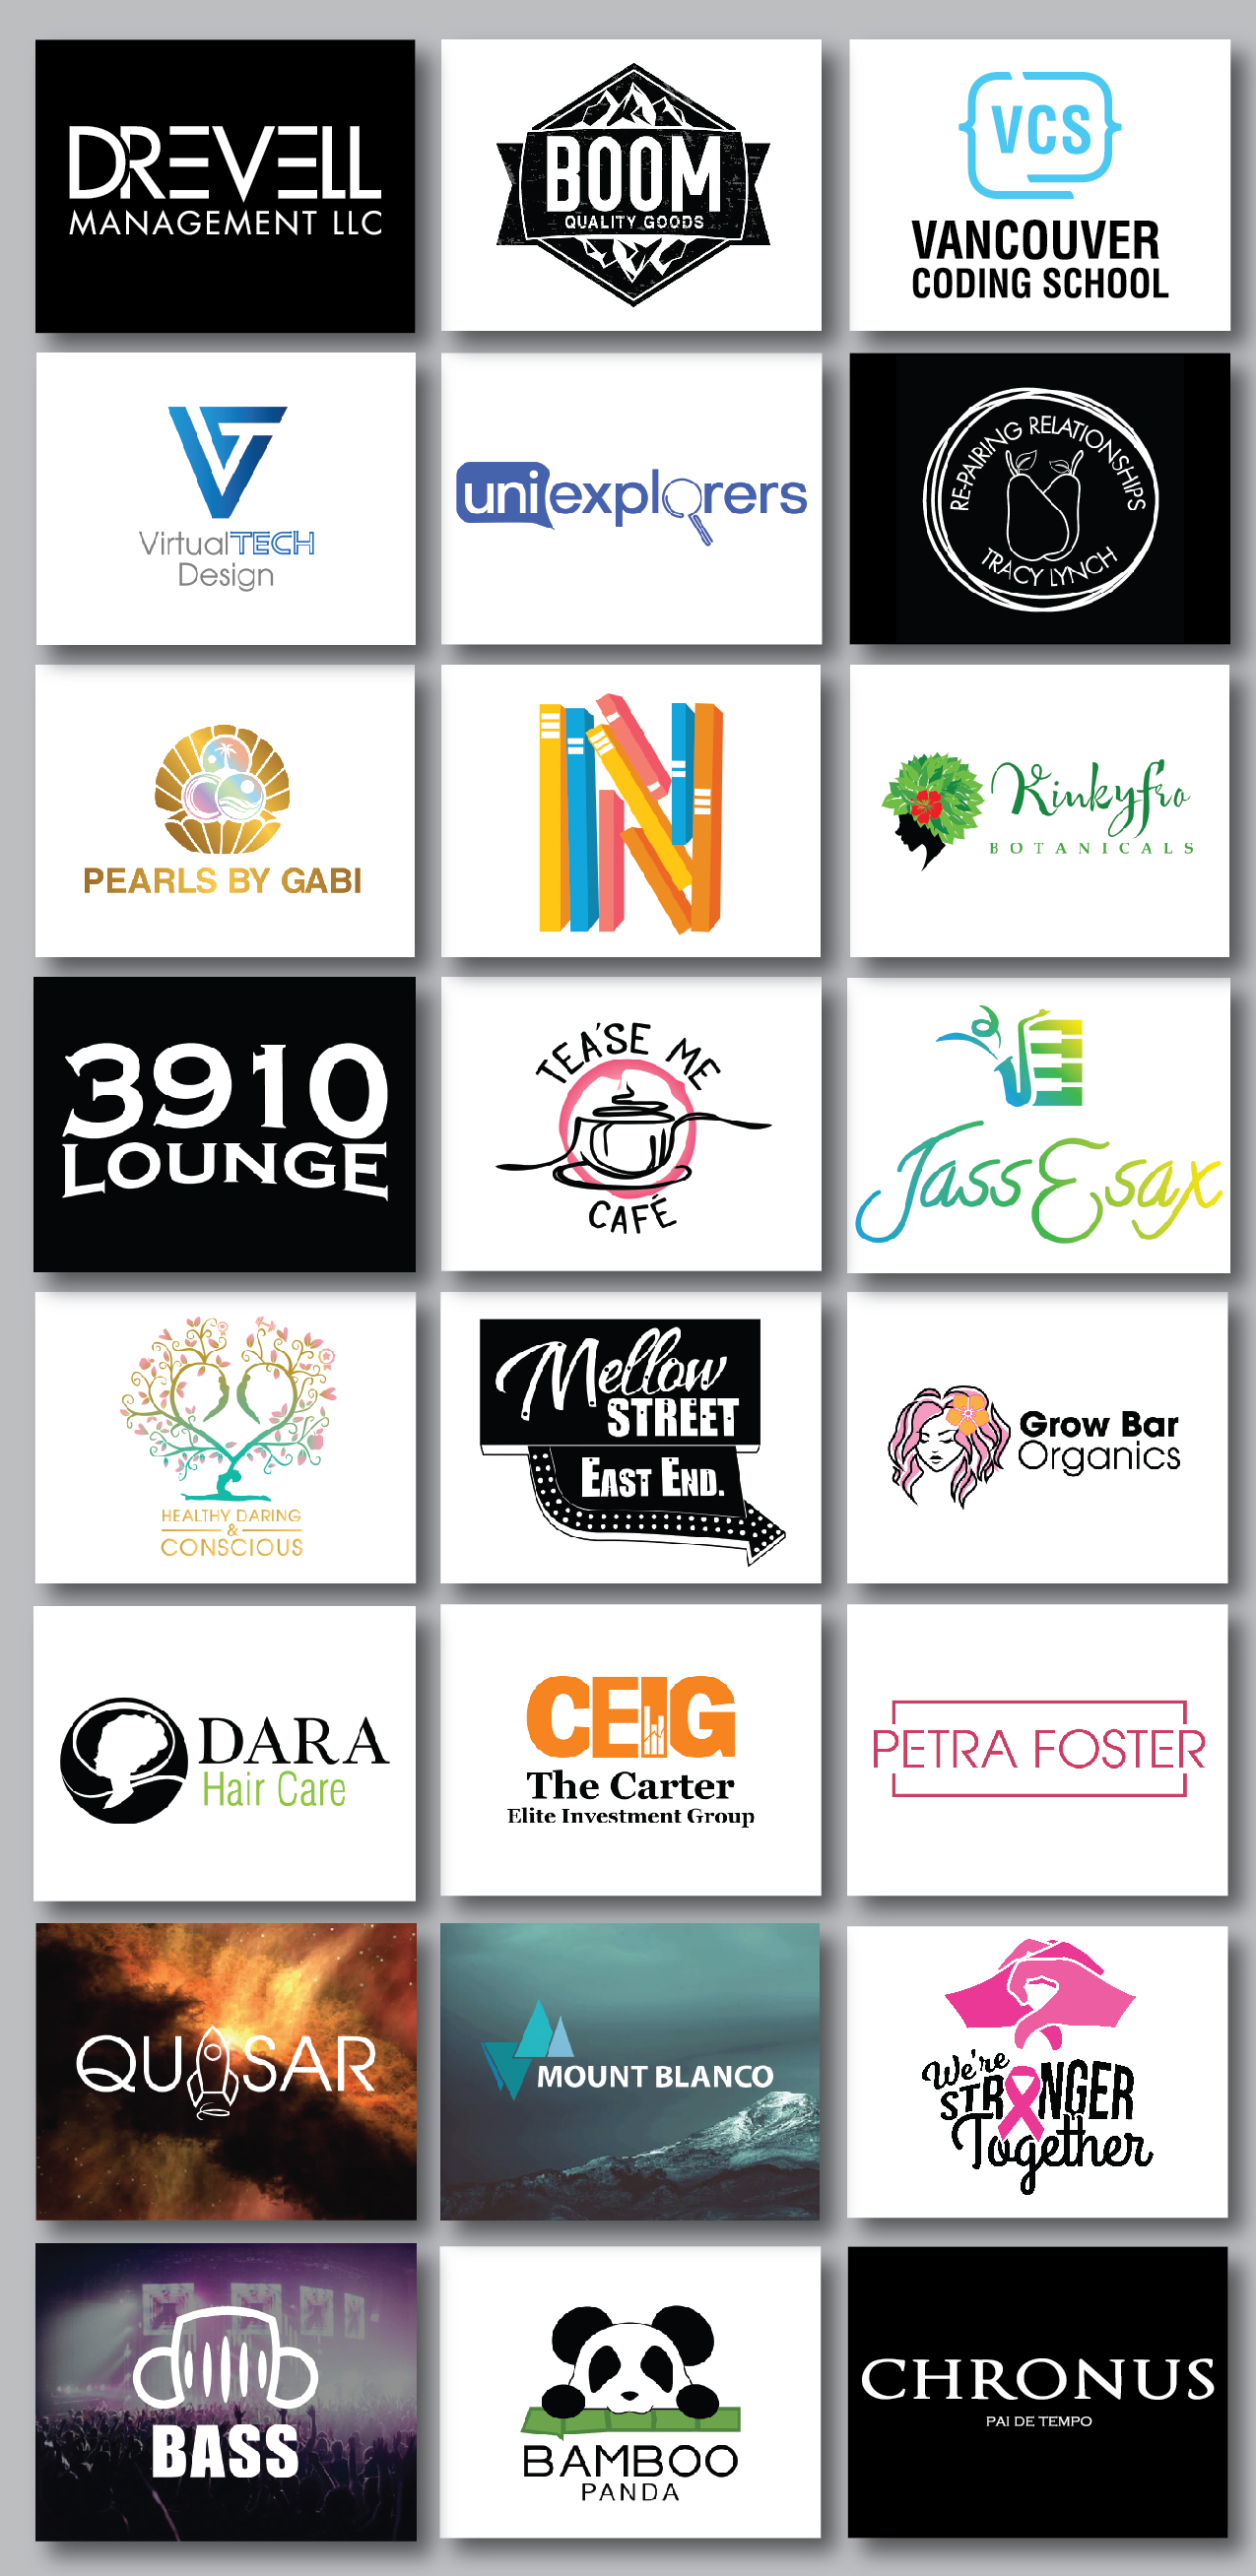 DREVELL
MANAGEMENT LLC
BOOM
QUALITY GOODS
VCS
VANCOUVER
CODING SCHOOL
VirtualTECH
Design
uniexplorers
RE-PAIRING RELATIONSHIPS
TRACY LYNCH
PEARLS BY GABI
N
Kinkyfro
BOTANICALS
3910
LOUNGE
TEA'SE ME
CAFÉ
JassEsax
HEALTHY DARING
&
CONSCIOUS
Mellow
STREET
EAST END.
Grow Bar
Organics
DARA
Hair Care
CEIG
The Carter
Elite Investment Group
PETRA FOSTER
QUASAR
MOUNT BLANCO
We're
STRONGER
Together
BASS
BAMBOO
PANDA
CHRONUS
PAI DE TEMPO